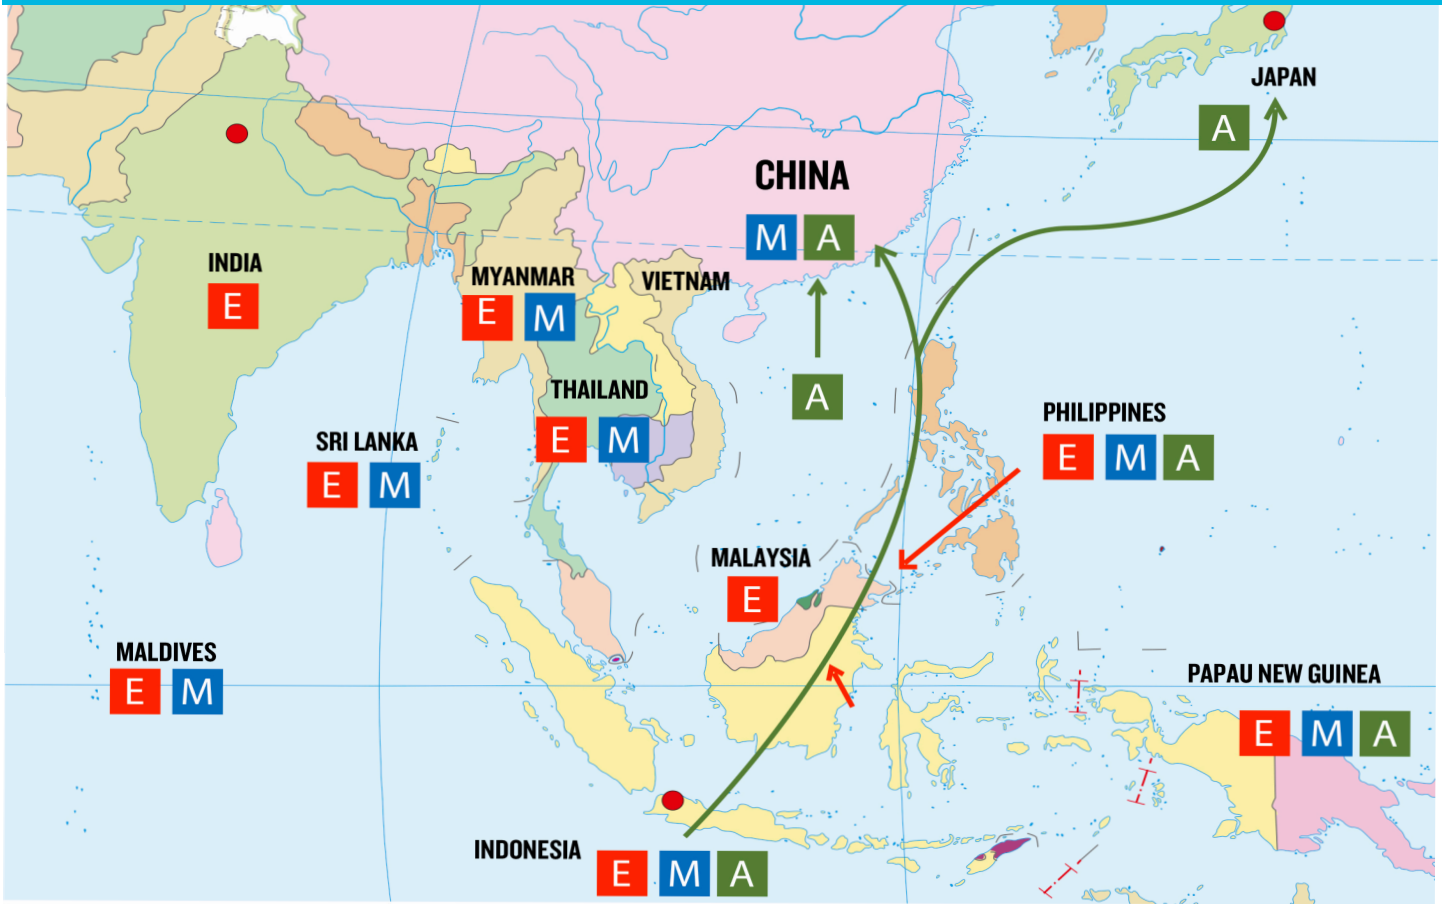 JAPAN
A
CHINA
M A
INDIA
E
MYANMAR
E M
VIETNAM
THAILAND
E M
A
PHILIPPINES
E M A
SRI LANKA
E M
MALAYSIA
E
MALDIVES
E M
PAPAU NEW GUINEA
E M A
INDONESIA
E M A